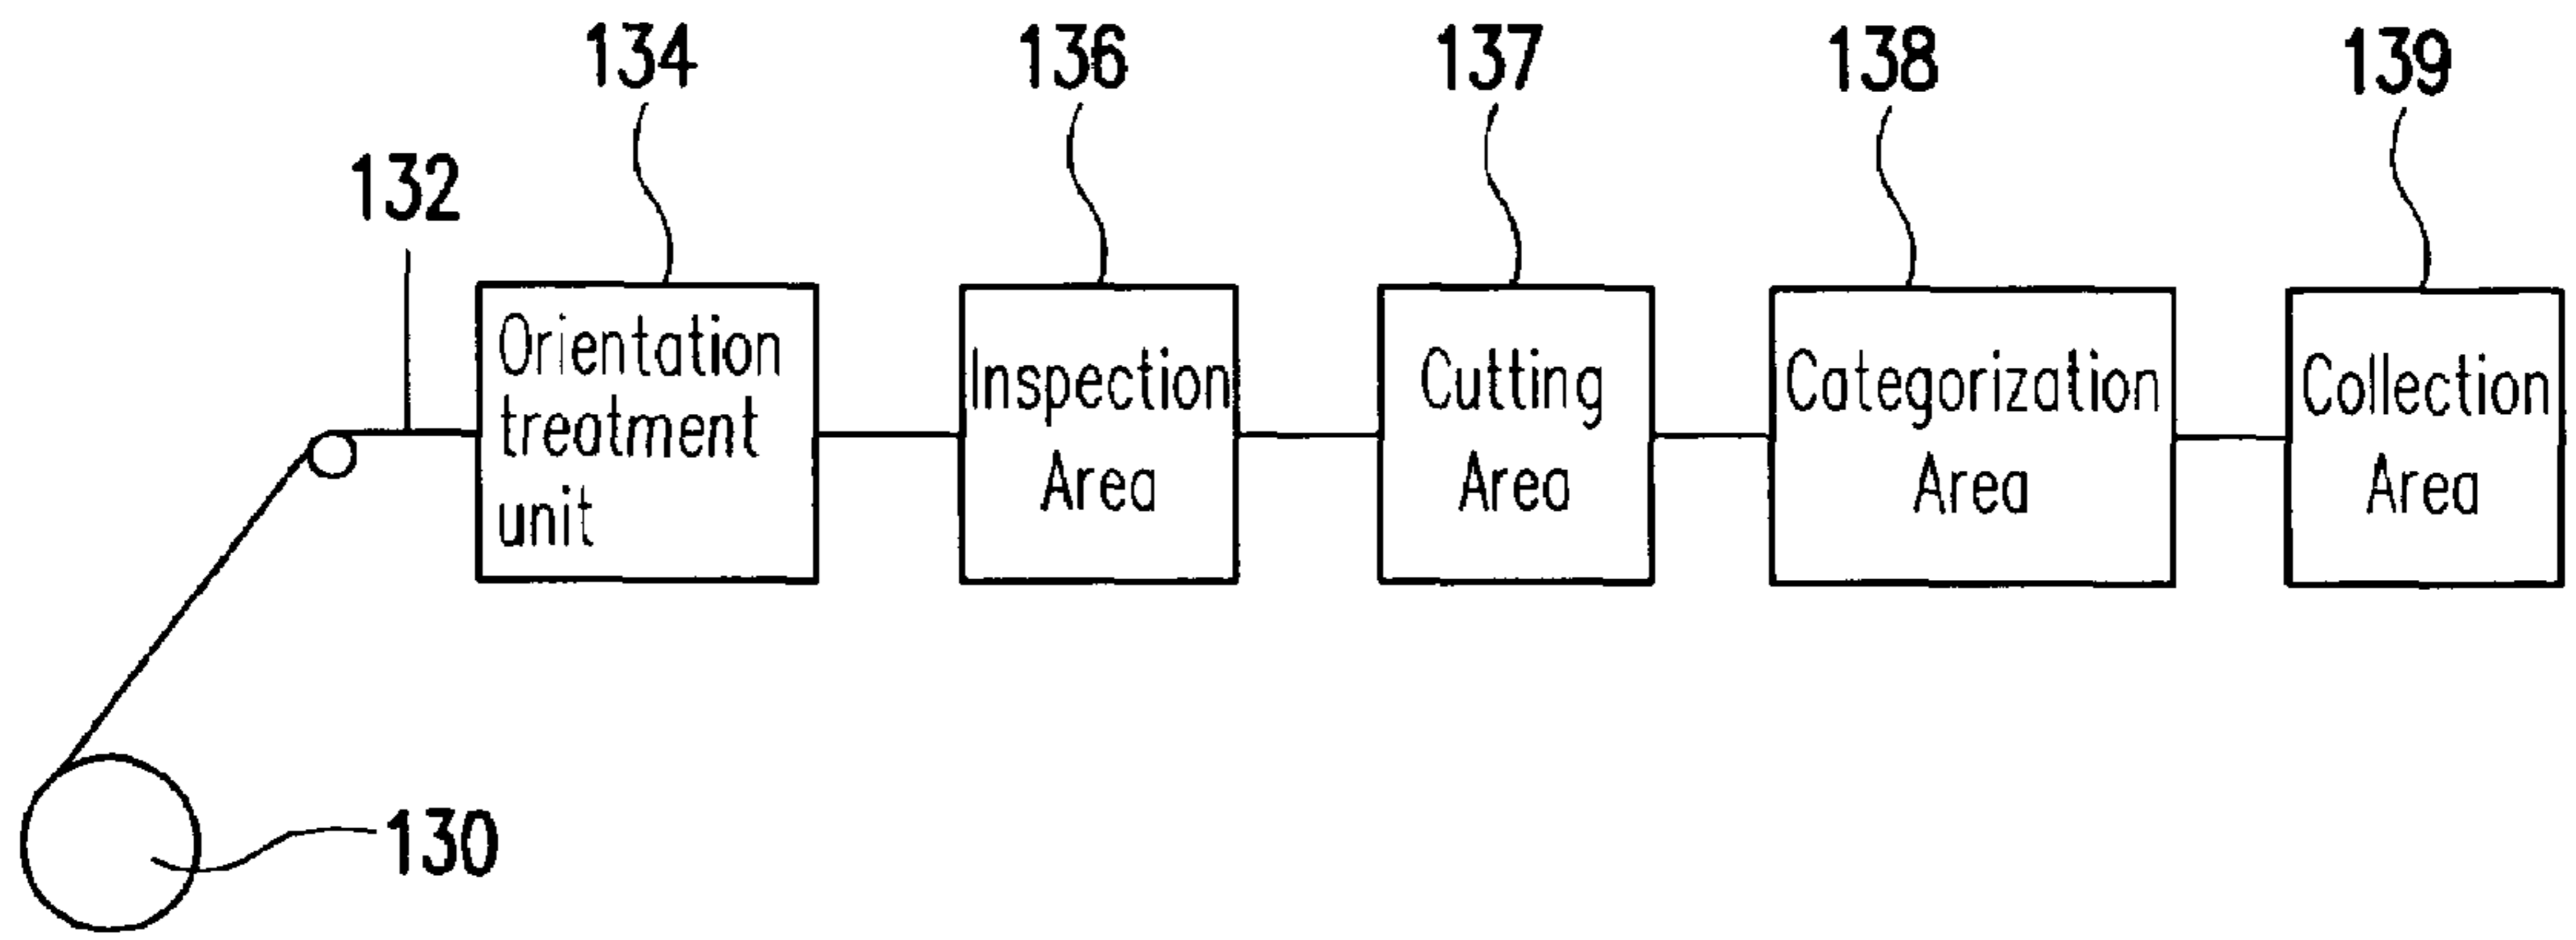 134
136
137
138
139
132
Orientation
treatment
unit
Inspection
Area
Cutting
Area
Categorization
Area
Collection
Area
130